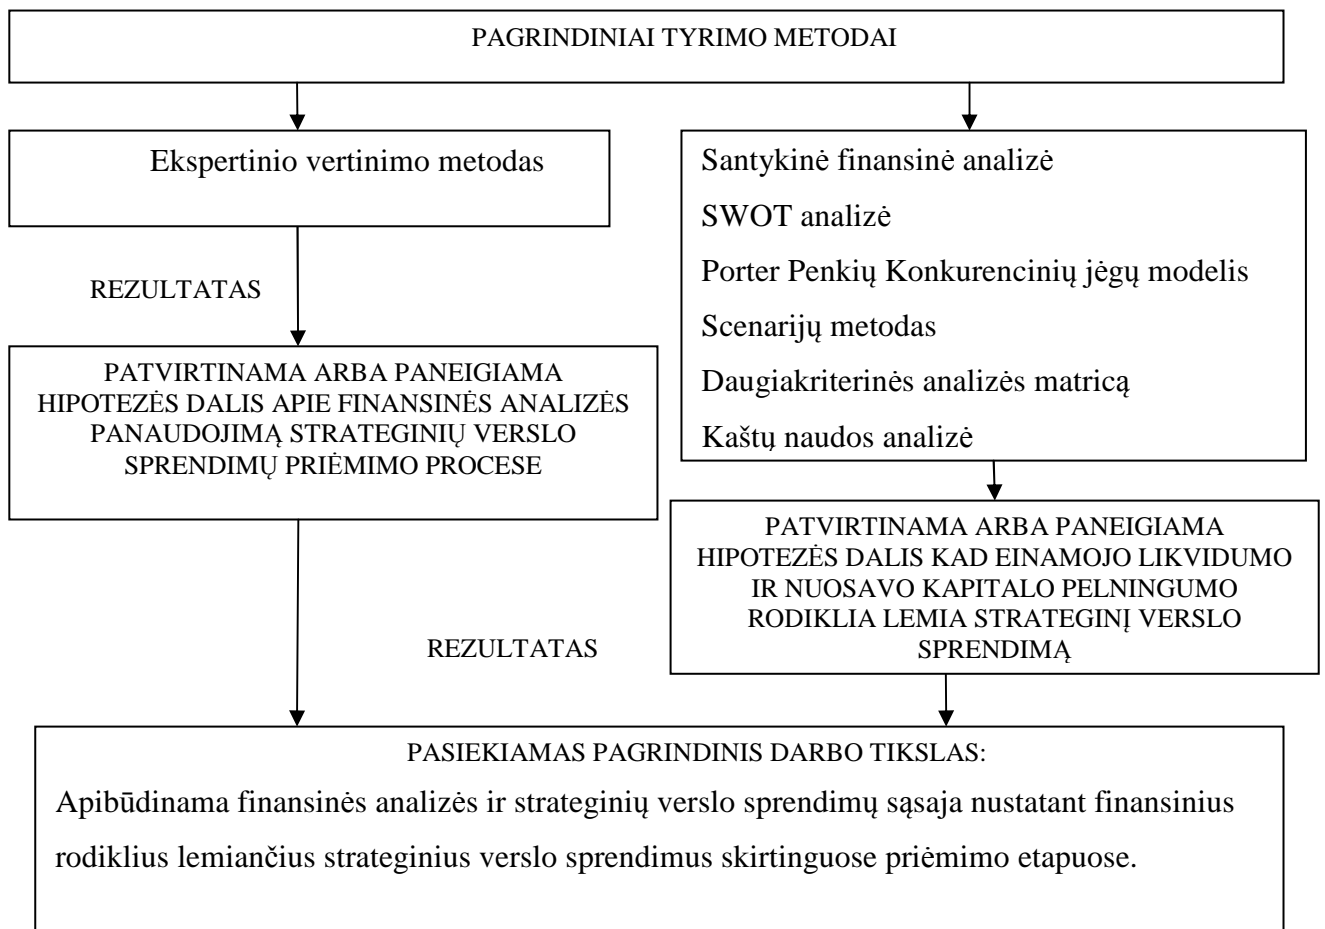 PAGRINDINIAI TYRIMO METODAI
Ekspertinio vertinimo metodas
REZULTATAS
PATVIRTINAMA ARBA PANEIGIAMA
HIPOTEZĖS DALIS APIE FINANSINĖS ANALIZĖS
PANAUDOJIMĄ STRATEGINIŲ VERSLO
SPRENDIMŲ PRIĖMIMO PROCESE
Santykinė finansinė analizė
SWOT analizė
Porter Penkių Konkurencinių jėgų modelis
Scenarijų metodas
Daugiakriterinės analizės matricą
Kaštų naudos analizė
PATVIRTINAMA ARBA PANEIGIAMA
HIPOTEZĖS DALIS KAD EINAMOJO LIKVIDUMO
IR NUOSAVO KAPITALO PELNINGUMO
RODIKLIA LEMIA STRATEGINĮ VERSLO
SPRENDIMĄ
REZULTATAS
PASIEKIAMAS PAGRINDINIS DARBO TIKSLAS:
Apibūdinama finansinės analizės ir strateginių verslo sprendimų sąsaja nustatant finansinius
rodiklius lemiančius strateginius verslo sprendimus skirtinguose priėmimo etapuose.